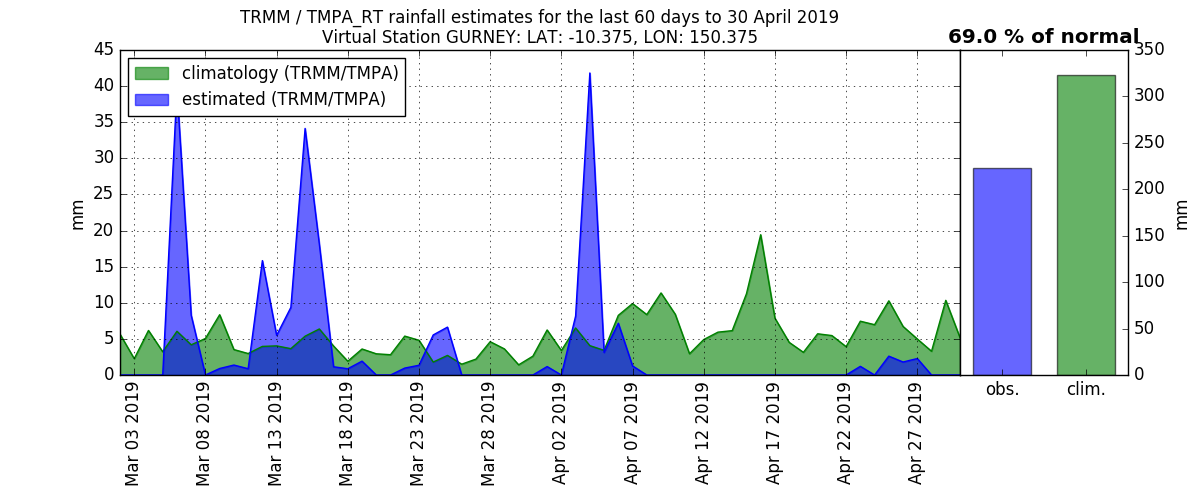 TRMM / TMPA_RT rainfall estimates for the last 60 days to 30 April 2019
Virtual Station GURNEY: LAT: -10.375, LON: 150.375
69.0 % of normal
climatology (TRMM/TMPA)
estimated (TRMM/TMPA)
45
40
35
30
25
20
15
10
5
0
mm
Mar 03 2019
Mar 08 2019
Mar 13 2019
Mar 18 2019
Mar 23 2019
Mar 28 2019
Apr 02 2019
Apr 07 2019
Apr 12 2019
Apr 17 2019
Apr 22 2019
Apr 27 2019
obs.
clim.
350
300
250
200
150
100
50
0
mm